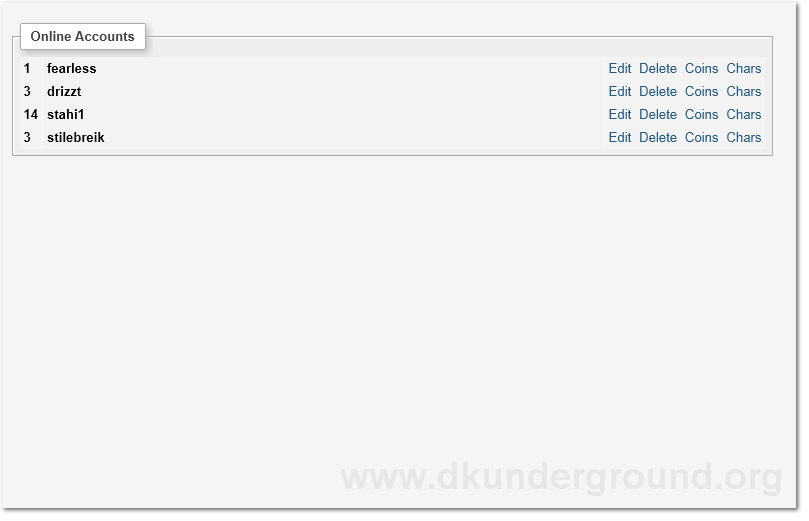 Online Accounts
1 fearless Edit Delete Coins Chars
3 drizzt Edit Delete Coins Chars
14 stahi1 Edit Delete Coins Chars
3 stilebreik Edit Delete Coins Chars
www.dkunderground.org